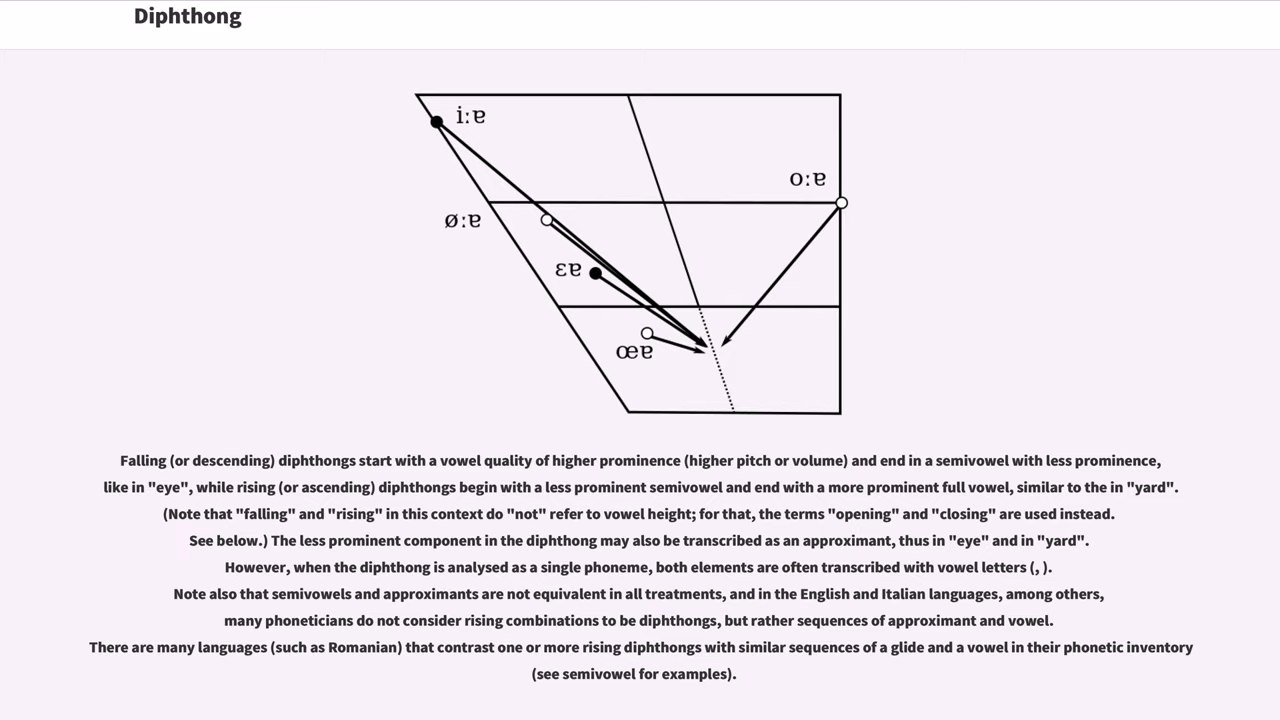 Diphthong
iːɐ
oːɐ
øːɐ
ɛɐ
œɐ
Falling (or descending) diphthongs start with a vowel quality of higher prominence (higher pitch or volume) and end in a semivowel with less prominence,
like in "eye", while rising (or ascending) diphthongs begin with a less prominent semivowel and end with a more prominent full vowel, similar to the in "yard".
(Note that "falling" and "rising" in this context do "not" refer to vowel height; for that, the terms "opening" and "closing" are used instead.
See below.) The less prominent component in the diphthong may also be transcribed as an approximant, thus in "eye" and in "yard".
However, when the diphthong is analysed as a single phoneme, both elements are often transcribed with vowel letters (, ).
Note also that semivowels and approximants are not equivalent in all treatments, and in the English and Italian languages, among others,
many phoneticians do not consider rising combinations to be diphthongs, but rather sequences of approximant and vowel.
There are many languages (such as Romanian) that contrast one or more rising diphthongs with similar sequences of a glide and a vowel in their phonetic inventory
(see semivowel for examples).